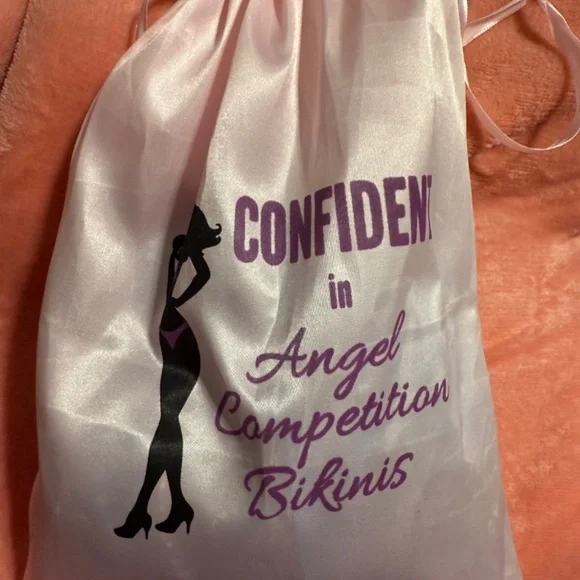 CONFIDENT
in
Angel
Competition
Bikinis